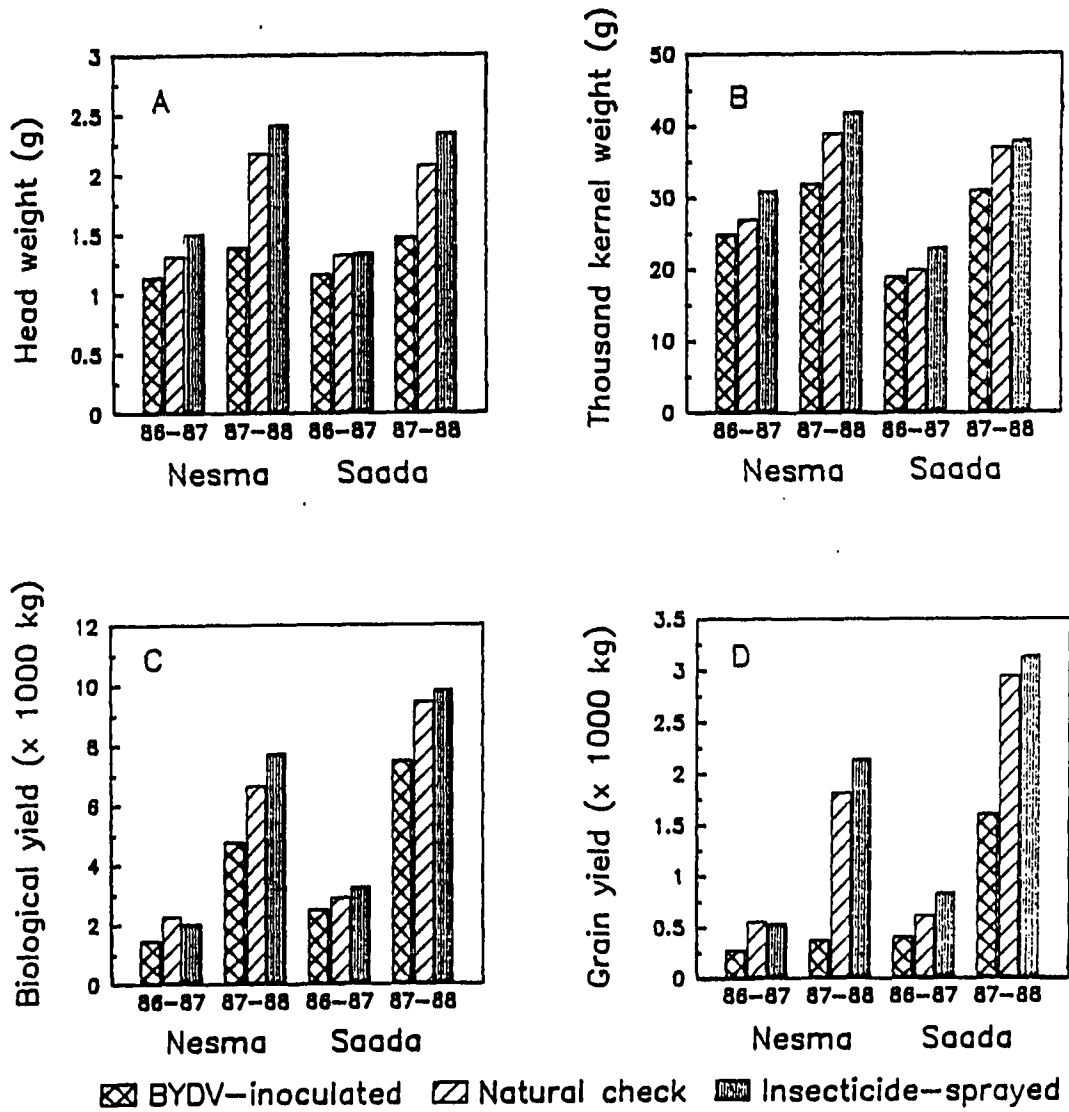 A
Head weight (g)
3
2.5
2
1.5
1
0.5
0
86-87 87-88 86-87 87-88
Nesma Saada
B
Thousand kernel weight (g)
50
40
30
20
10
0
86-87 87-88 86-87 87-88
Nesma Saada
C
Biological yield (x 1000 kg)
12
10
8
6
4
2
0
86-87 87-88 86-87 87-88
Nesma Saada
D
Grain yield (x 1000 kg)
3.5
3
2.5
2
1.5
1
0.5
0
86-87 87-88 86-87 87-88
Nesma Saada
BYDV-inoculated Natural check Insecticide-sprayed